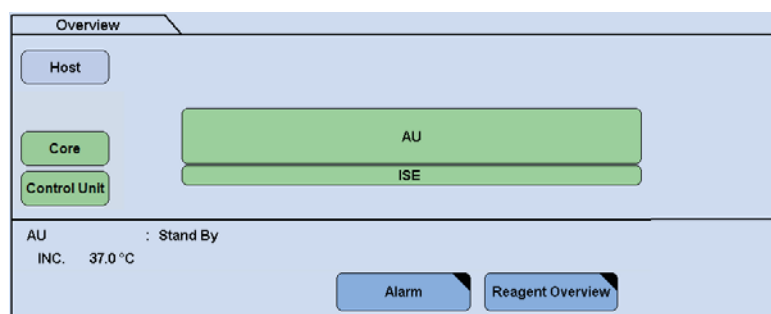 Overview
Host
AU
Core
ISE
Control Unit
AU : Stand By
INC. 37.0 °C
Alarm Reagent Overview